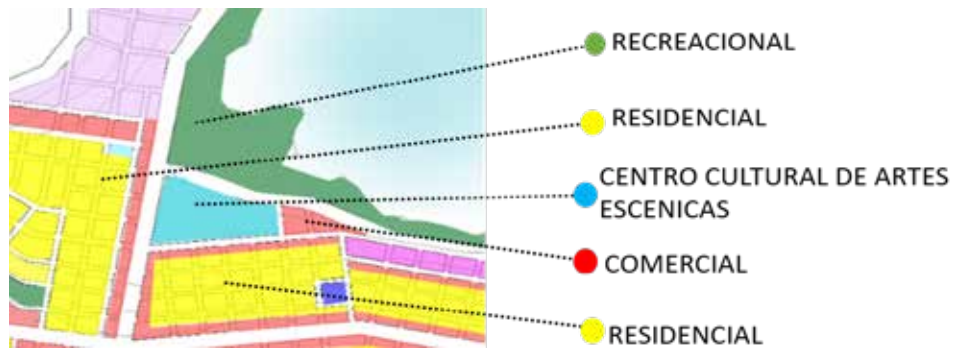 RECREACIONAL
RESIDENCIAL
CENTRO CULTURAL DE ARTES
ESCENICAS
COMERCIAL
RESIDENCIAL